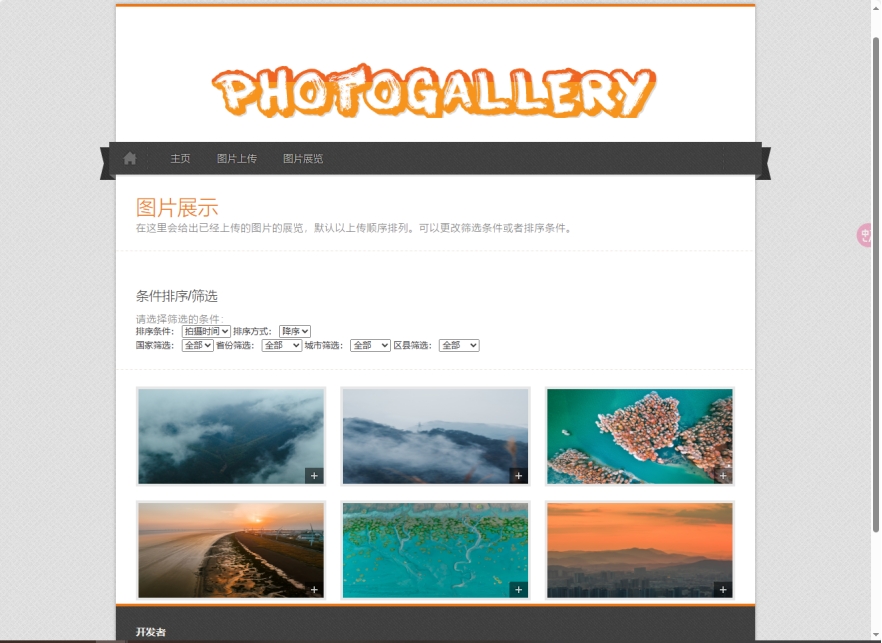 PHOTOGALLERY
主页 图片上传 图片展览
图片展示
在这里会给出已经上传的图片的展览，默认以上传顺序排列。可以更改筛选条件或者排序条件。
条件排序/筛选
请选择筛选的条件：
排序条件： 拍摄时间 排序方式： 降序
国家筛选： 全部 省份筛选： 全部 城市筛选： 全部 区县筛选： 全部
开发者